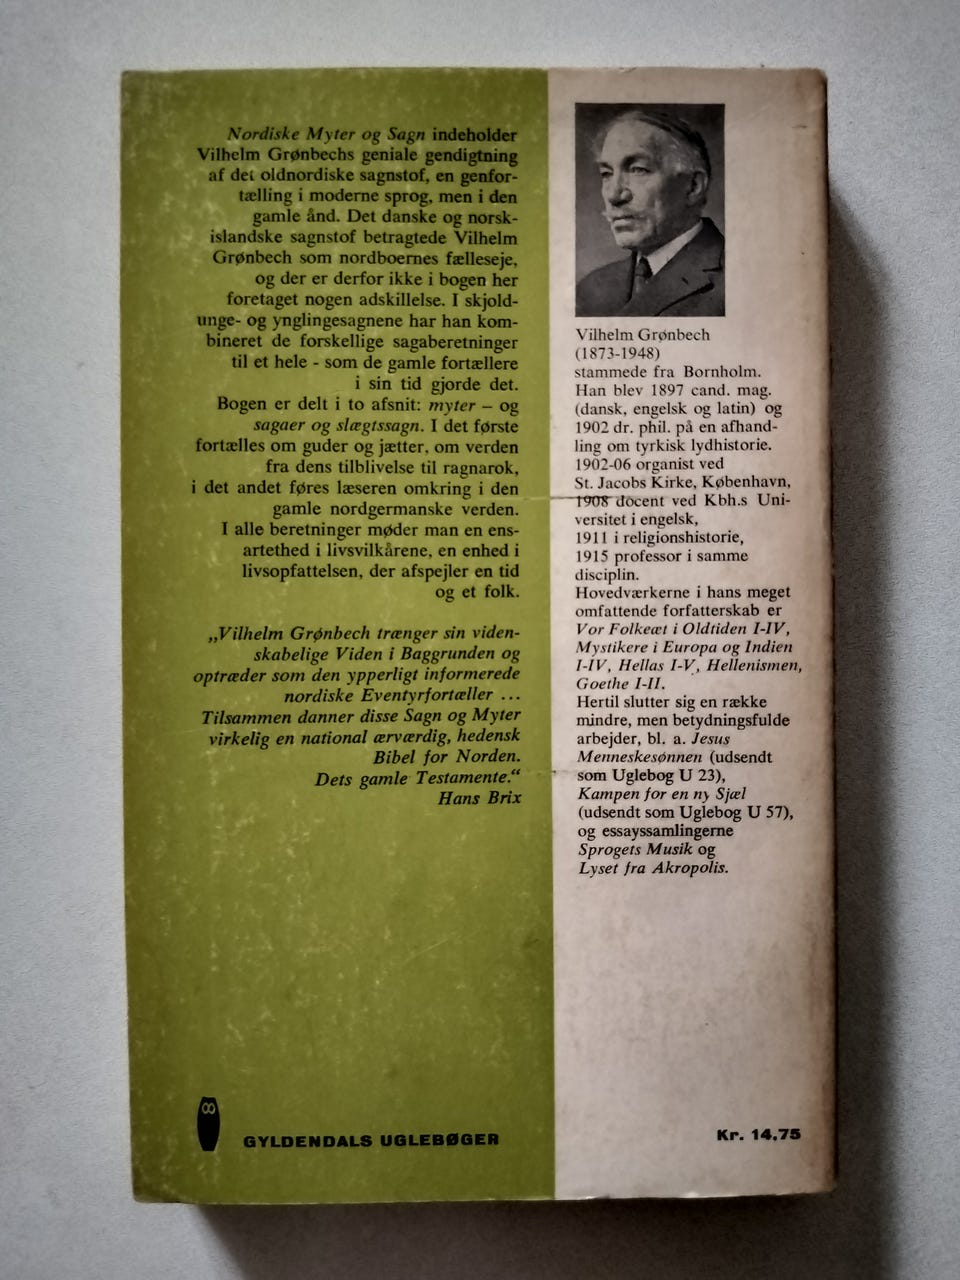 Nordiske Myter og Sagn indeholder
Vilhelm Grønbechs geniale gendigtning
af det oldnordiske sagnstof, en genfor-
tælling i moderne sprog, men i den
gamle ånd. Det danske og norsk-
islandske sagnstof betragtede Vilhelm
Grønbech som nordboernes fælleseje,
og der er derfor ikke i bogen her
foretaget nogen adskillelse. I skjold-
unge- og ynglingesagnene har han kom-
bineret de forskellige sagaberetninger
til et hele - som de gamle fortællere
i sin tid gjorde det.
Bogen er delt i to afsnit: myter – og
sagaer og slægtssagn. I det første
fortælles om guder og jætter, om verden
fra dens tilblivelse til ragnarok,
i det andet føres læseren omkring i den
gamle nordgermanske verden.
I alle beretninger møder man en ens-
artethed i livsvilkårene, en enhed i
livsopfattelsen, der afspejler en tid
og et folk.
„Vilhelm Grønbech trænger sin viden-
skabelige Viden i Baggrunden og
optræder som den ypperligt informerede
nordiske Eventyrfortæller ...
Tilsammen danner disse Sagn og Myter
virkelig en national ærværdig, hedensk
Bibel for Norden.
Dets gamle Testamente.“
Hans Brix
GYLDENDALS UGLEBØGER
Vilhelm Grønbech
(1873-1948)
stammede fra Bornholm.
Han blev 1897 cand. mag.
(dansk, engelsk og latin) og
1902 dr. phil. på en afhand-
ling om tyrkisk lydhistorie.
1902-06 organist ved
St. Jacobs Kirke, København,
1908 docent ved Kbh.s Uni-
versitet i engelsk,
1911 i religionshistorie,
1915 professor i samme
disciplin.
Hovedværkerne i hans meget
omfattende forfatterskab er
Vor Folkeæt i Oldtiden I-IV,
Mystikere i Europa og Indien
I-IV, Hellas I-V, Hellenismen,
Goethe I-II.
Hertil slutter sig en række
mindre, men betydningsfulde
arbejder, bl. a. Jesus
Menneskesønnen (udsendt
som Uglebog U 23),
Kampen for en ny Sjæl
(udsendt som Uglebog U 57),
og essaysamlingerne
Sprogets Musik og
Lyset fra Akropolis.
Kr. 14,75